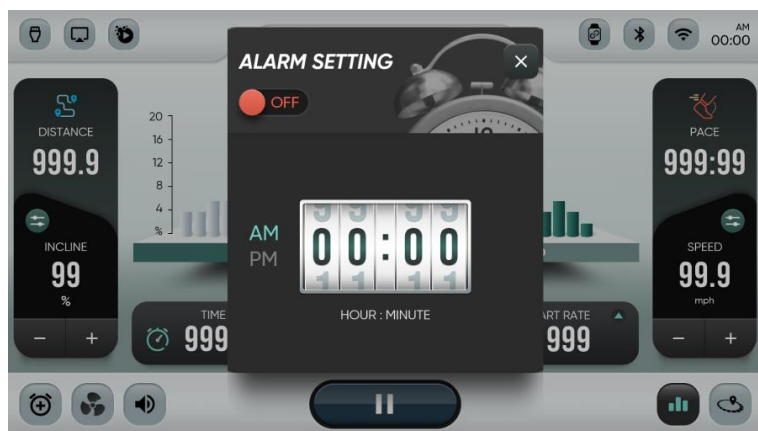 AM
00:00
ALARM SETTING
OFF
DISTANCE
999.9
20
16
12
8
4
%
PACE
999:99
AM
PM
00:00
HOUR : MINUTE
INCLINE
99
%
− +
SPEED
99.9
mph
− +
TIME
999
ART RATE
999